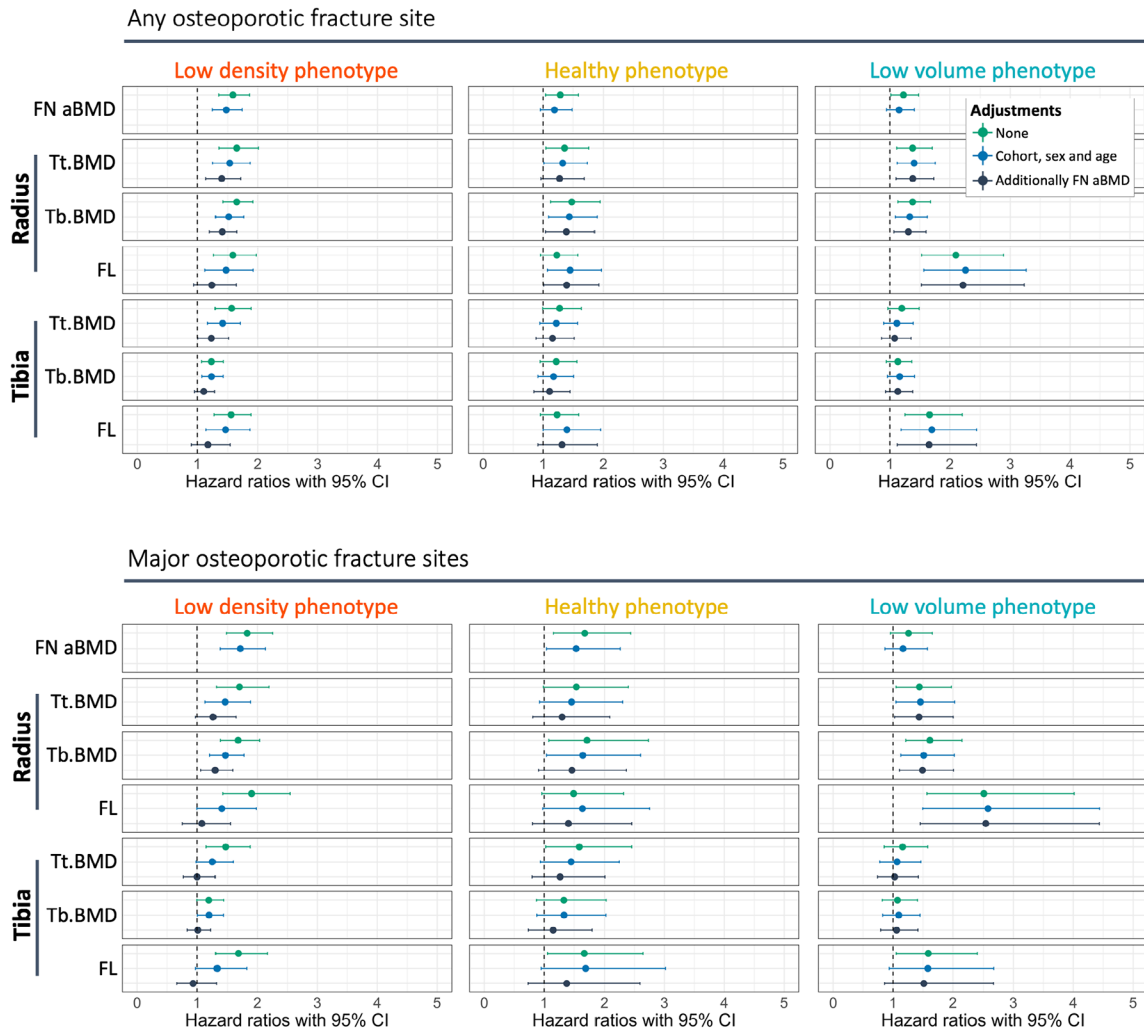 Any osteoporotic fracture site
Low density phenotype
Healthy phenotype
Low volume phenotype
FN aBMD
Adjustments
None
Cohort, sex and age
Additionally FN aBMD
Radius
Tt.BMD
Tb.BMD
FL
Tibia
Tt.BMD
Tb.BMD
FL
0 1 2 3 4 5 0 1 2 3 4 5 0 1 2 3 4 5
Hazard ratios with 95% CI Hazard ratios with 95% CI Hazard ratios with 95% CI
Major osteoporotic fracture sites
Low density phenotype
Healthy phenotype
Low volume phenotype
FN aBMD
Radius
Tt.BMD
Tb.BMD
FL
Tibia
Tt.BMD
Tb.BMD
FL
0 1 2 3 4 5 0 1 2 3 4 5 0 1 2 3 4 5
Hazard ratios with 95% CI Hazard ratios with 95% CI Hazard ratios with 95% CI